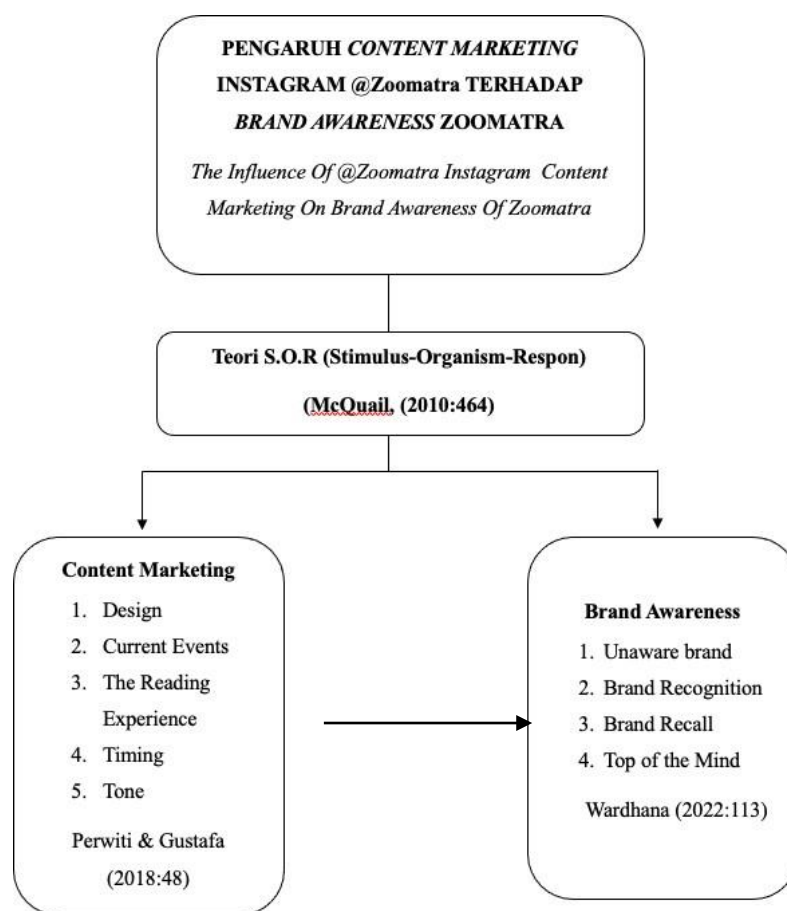 PENGARUH CONTENT MARKETING
INSTAGRAM @Zoomatra TERHADAP
BRAND AWARENESS ZOOMATRA
The Influence Of @Zoomatra Instagram Content
Marketing On Brand Awareness Of Zoomatra
Teori S.O.R (Stimulus-Organism-Respon)
(McQuail, (2010:464)
Content Marketing
1. Design
2. Current Events
3. The Reading
Experience
4. Timing
5. Tone
Perwiti & Gustafa
(2018:48)
Brand Awareness
1. Unaware brand
2. Brand Recognition
3. Brand Recall
4. Top of the Mind
Wardhana (2022:113)